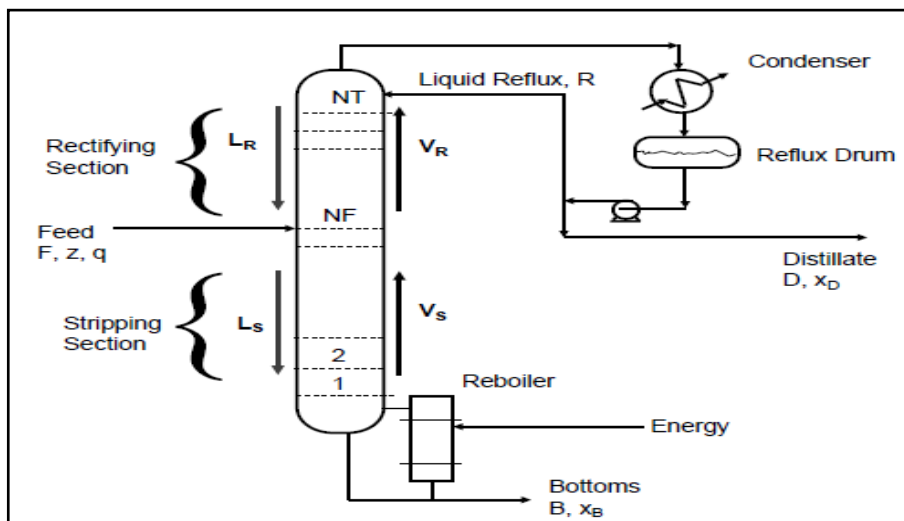 Condenser
Liquid Reflux, R
NT
L_R
V_R
Rectifying
Section
Reflux Drum
NF
Feed
F, z, q
Distillate
D, x_D
Stripping
Section
L_S
V_S
2
1
Reboiler
Energy
Bottoms
B, x_B